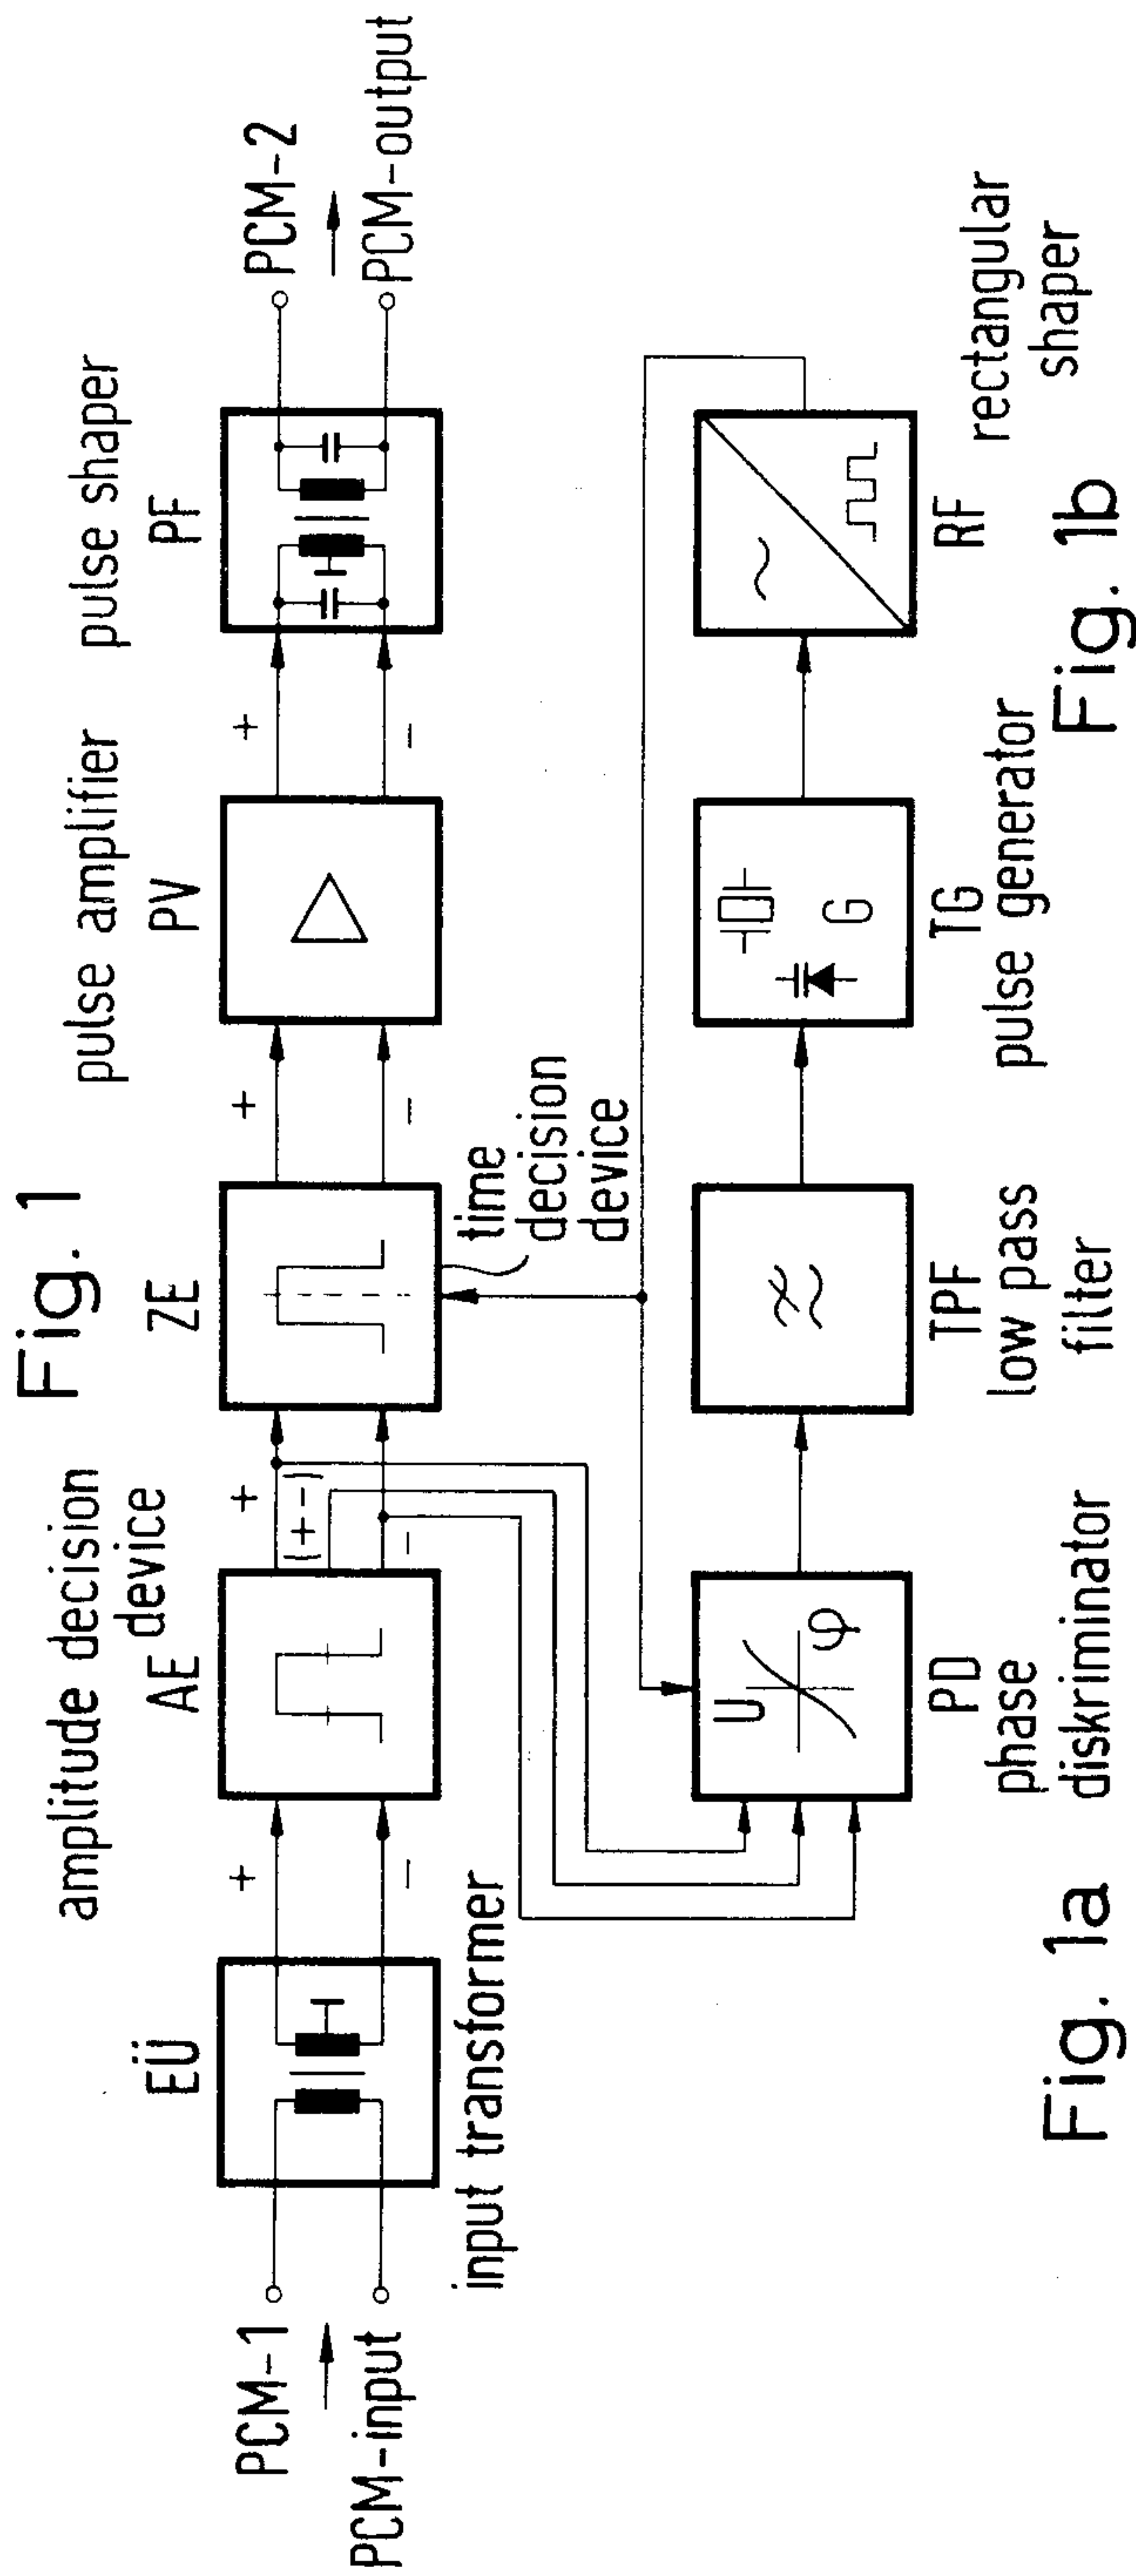 Fig. 1
amplitude decision
device
pulse amplifier
pulse shaper
EÜ
AE
ZE
PV
PF
PCM-1
PCM-input
+
−
+
(+−)
−
+
−
+
−
PCM-2
PCM-output
input transformer
time
decision
device
U
φ
G
PD
phase
diskriminator
TPF
low pass
filter
TG
pulse generator
RF
rectangular
shaper
Fig. 1a
Fig. 1b